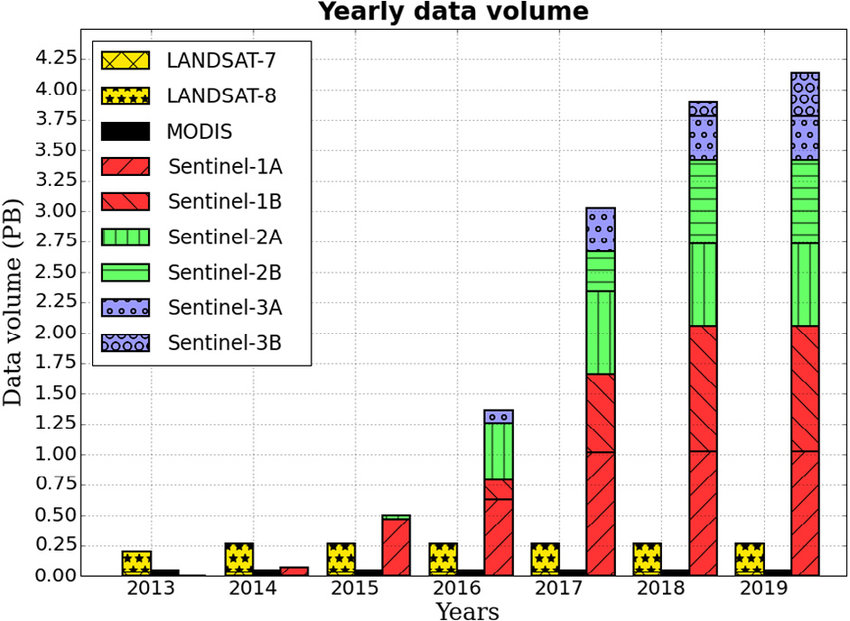 Yearly data volume
LANDSAT-7
LANDSAT-8
MODIS
Sentinel-1A
Sentinel-1B
Sentinel-2A
Sentinel-2B
Sentinel-3A
Sentinel-3B
Data volume (PB)
4.25
4.00
3.75
3.50
3.25
3.00
2.75
2.50
2.25
2.00
1.75
1.50
1.25
1.00
0.75
0.50
0.25
0.00
2013 2014 2015 2016 2017 2018 2019
Years